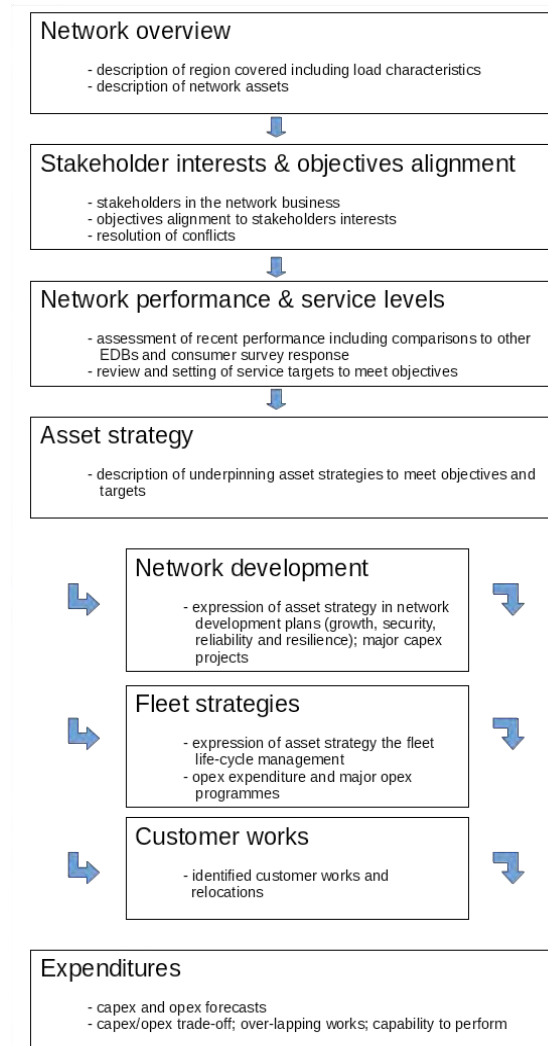 Network overview
- description of region covered including load characteristics
- description of network assets
Stakeholder interests & objectives alignment
- stakeholders in the network business
- objectives alignment to stakeholders interests
- resolution of conflicts
Network performance & service levels
- assessment of recent performance including comparisons to other
EDBs and consumer survey response
- review and setting of service targets to meet objectives
Asset strategy
- description of underpinning asset strategies to meet objectives and
targets
Network development
- expression of asset strategy in network
development plans (growth, security,
reliability and resilience); major capex
projects
Fleet strategies
- expression of asset strategy the fleet
life-cycle management
- opex expenditure and major opex
programmes
Customer works
- identified customer works and
relocations
Expenditures
- capex and opex forecasts
- capex/opex trade-off; over-lapping works; capability to perform